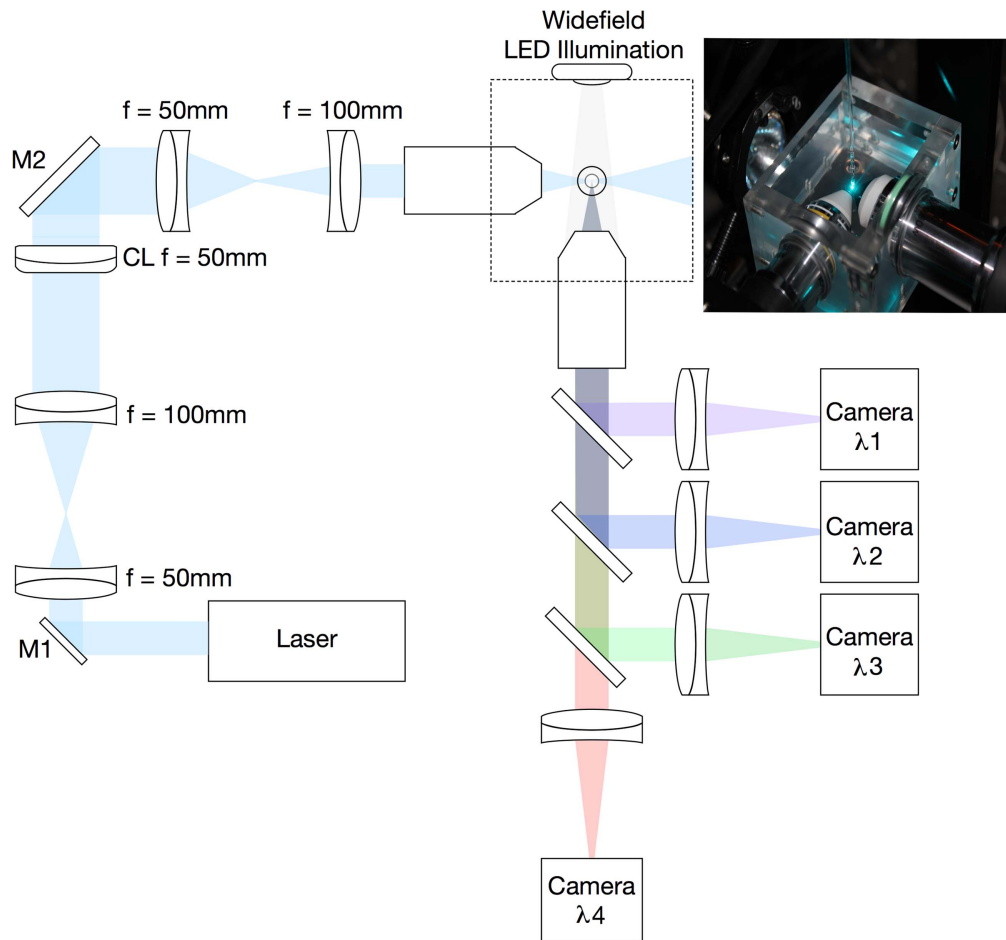 Widefield
LED Illumination
f = 50mm
f = 100mm
M2
CL f = 50mm
f = 100mm
f = 50mm
M1
Laser
Camera
λ1
Camera
λ2
Camera
λ3
Camera
λ4